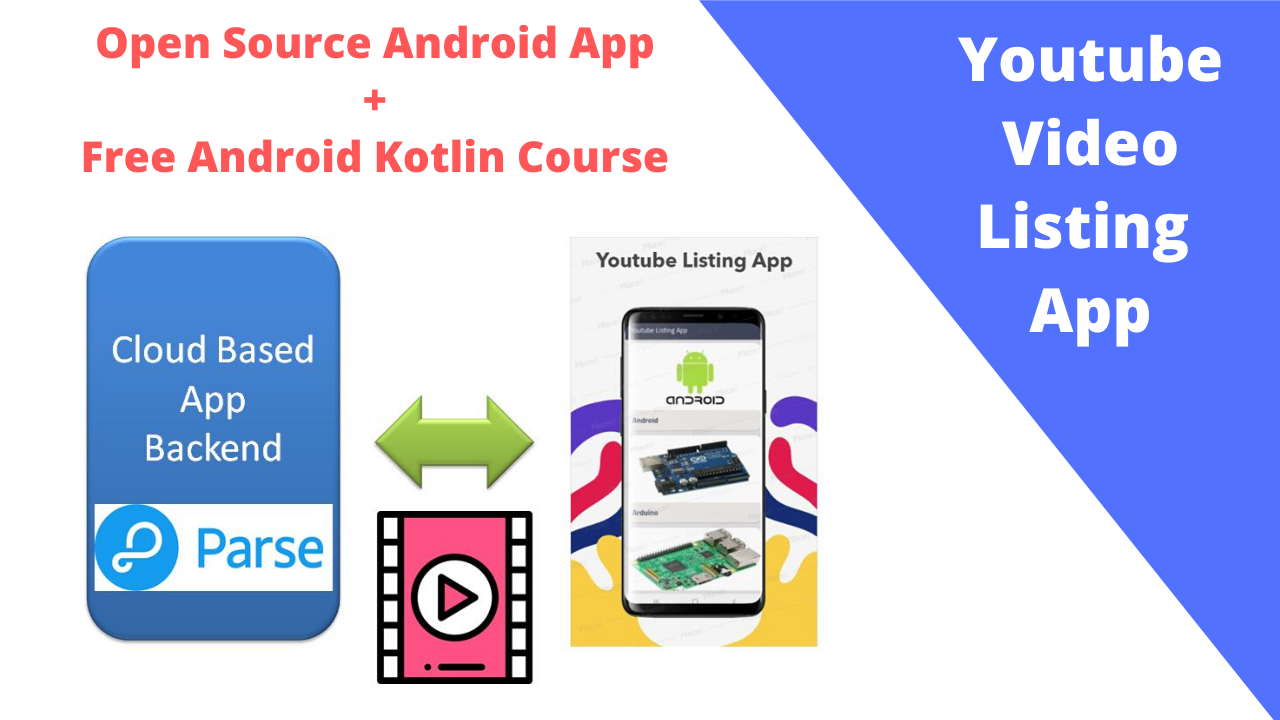 Open Source Android App
+
Free Android Kotlin Course
Youtube
Video
Listing
App
Cloud Based
App
Backend
Parse
Youtube Listing App
Youtube Listing App
ANDROID
Android
Arduino